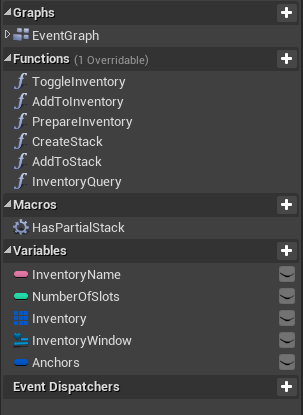 Graphs
EventGraph
Functions (1 Overridable)
ToggleInventory
AddToInventory
PrepareInventory
CreateStack
AddToStack
InventoryQuery
Macros
HasPartialStack
Variables
InventoryName
NumberOfSlots
Inventory
InventoryWindow
Anchors
Event Dispatchers